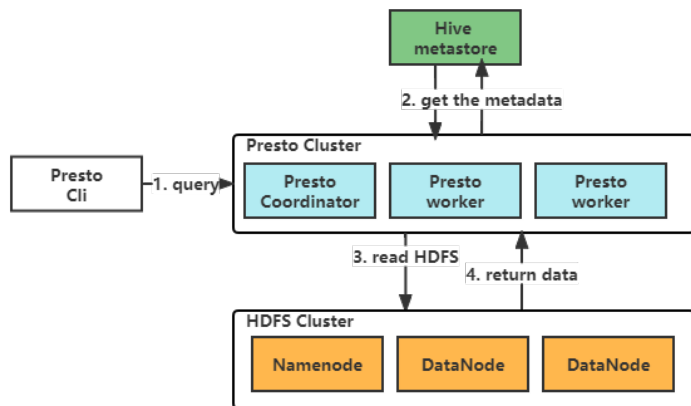 Hive
metastore
2. get the metadata
Presto Cluster
Presto
Cli
1. query
Presto
Coordinator
Presto
worker
Presto
worker
3. read HDFS
4. return data
HDFS Cluster
Namenode
DataNode
DataNode